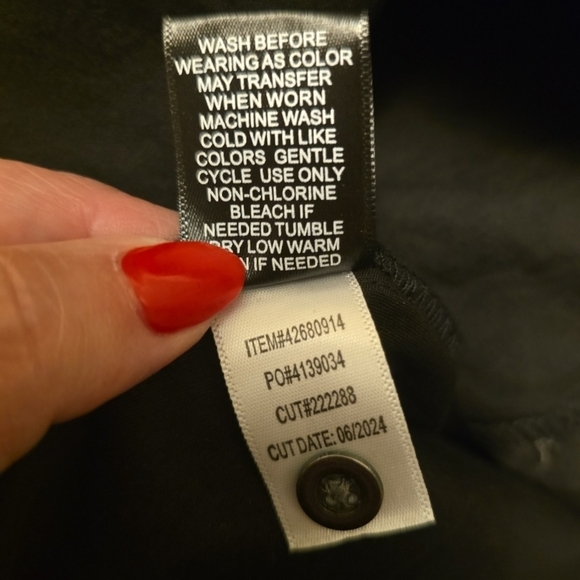 WASH BEFORE
WEARING AS COLOR
MAY TRANSFER
WHEN WORN
MACHINE WASH
COLD WITH LIKE
COLORS GENTLE
CYCLE USE ONLY
NON-CHLORINE
BLEACH IF
NEEDED TUMBLE
DRY LOW WARM
IF NEEDED
ITEM#42680914
PO#4139034
CUT#222288
CUT DATE: 06/2024